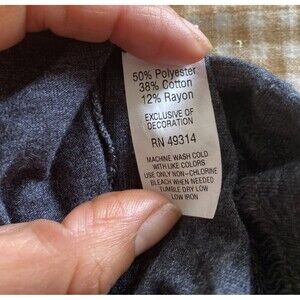 50% Polyester
38% Cotton
12% Rayon
EXCLUSIVE OF
DECORATION
RN 49314
MACHINE WASH COLD
WITH LIKE COLORS
USE ONLY NON-CHLORINE
BLEACH WHEN NEEDED
TUMBLE DRY LOW
LOW IRON